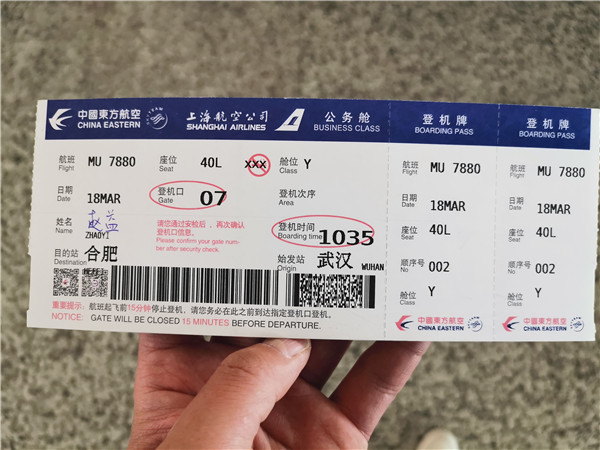 中國東方航空
CHINA EASTERN
SKYTEAM
上海航空公司
SHANGHAI AIRLINES
公务舱
BUSINESS CLASS
航班
Flight
MU 7880
座位
Seat
40L
XXX
舱位
Class
Y
日期
Date
18MAR
登机口
Gate
07
登机次序
Area
姓名
Name
赵益
ZHAOYI
请您通过安检后，再次确认
登机口信息。
Please confirm your gate num-
ber after security check.
登机时间
Boarding time
1035
目的站
Destination
合肥
始发站
Origin
武汉
WUHAN
重要提示：航班起飞前15分钟停止登机，请您务必在此之前到达指定登机口登机。
NOTICE: GATE WILL BE CLOSED 15 MINUTES BEFORE DEPARTURE.
登机牌
BOARDING PASS
航班
Flight
MU 7880
日期
Date
18MAR
座位
Seat
40L
顺序号
No
002
舱位
Class
Y
中國東方航空
CHINA EASTERN
登机牌
BOARDING PASS
航班
Flight
MU 7880
日期
Date
18MAR
座位
Seat
40L
顺序号
No
002
舱位
Class
Y
中國東方航空
CHINA EASTERN